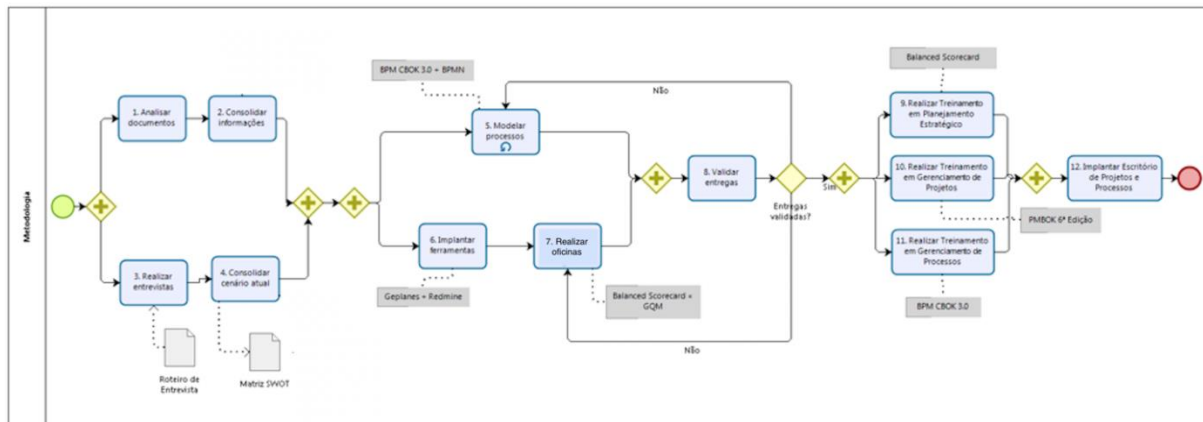 Metodologia
1. Analisar
documentos
2. Consolidar
informações
3. Realizar
entrevistas
4. Consolidar
cenário atual
Roteiro de
Entrevista
Matriz SWOT
BPM CBOK 3.0 + BPMN
5. Modelar
processos
6. Implantar
ferramentas
Geplanes + Redmine
7. Realizar
oficinas
Balanced Scorecard +
GQM
8. Validar
entregas
Entregas
validadas?
Não
Não
Sim
Balanced Scorecard
9. Realizar Treinamento
em Planejamento
Estratégico
10. Realizar Treinamento
em Gerenciamento de
Projetos
PMBOK 6ª Edição
11. Realizar Treinamento
em Gerenciamento de
Processos
BPM CBOK 3.0
12. Implantar Escritório
de Projetos e
Processos